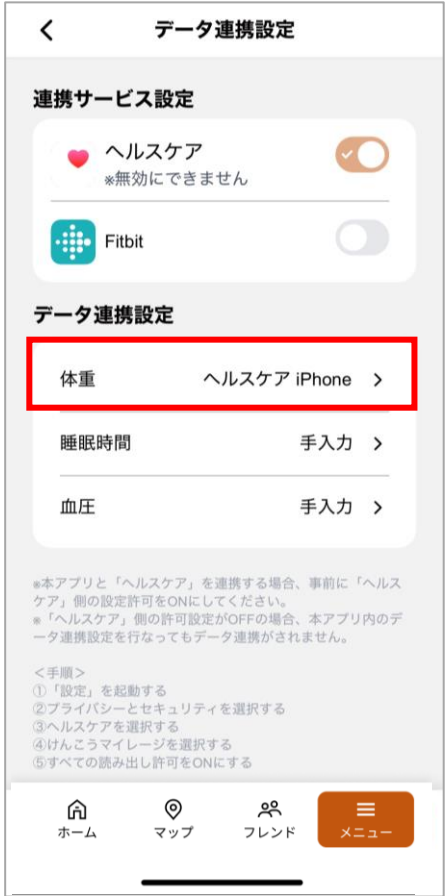 データ連携設定
連携サービス設定
ヘルスケア
※無効にできません
Fitbit
データ連携設定
体重 ヘルスケア iPhone
睡眠時間 手入力
血圧 手入力
※本アプリと「ヘルスケア」を連携する場合、事前に「ヘルス
ケア」側の設定許可をONにしてください。
※「ヘルスケア」側の許可設定がOFFの場合、本アプリ内のデ
ータ連携設定を行なってもデータ連携がされません。
＜手順＞
①「設定」を起動する
②プライバシーとセキュリティを選択する
③ヘルスケアを選択する
④けんこうマイレージを選択する
⑤すべての読み出し許可をONにする
ホーム マップ フレンド メニュー